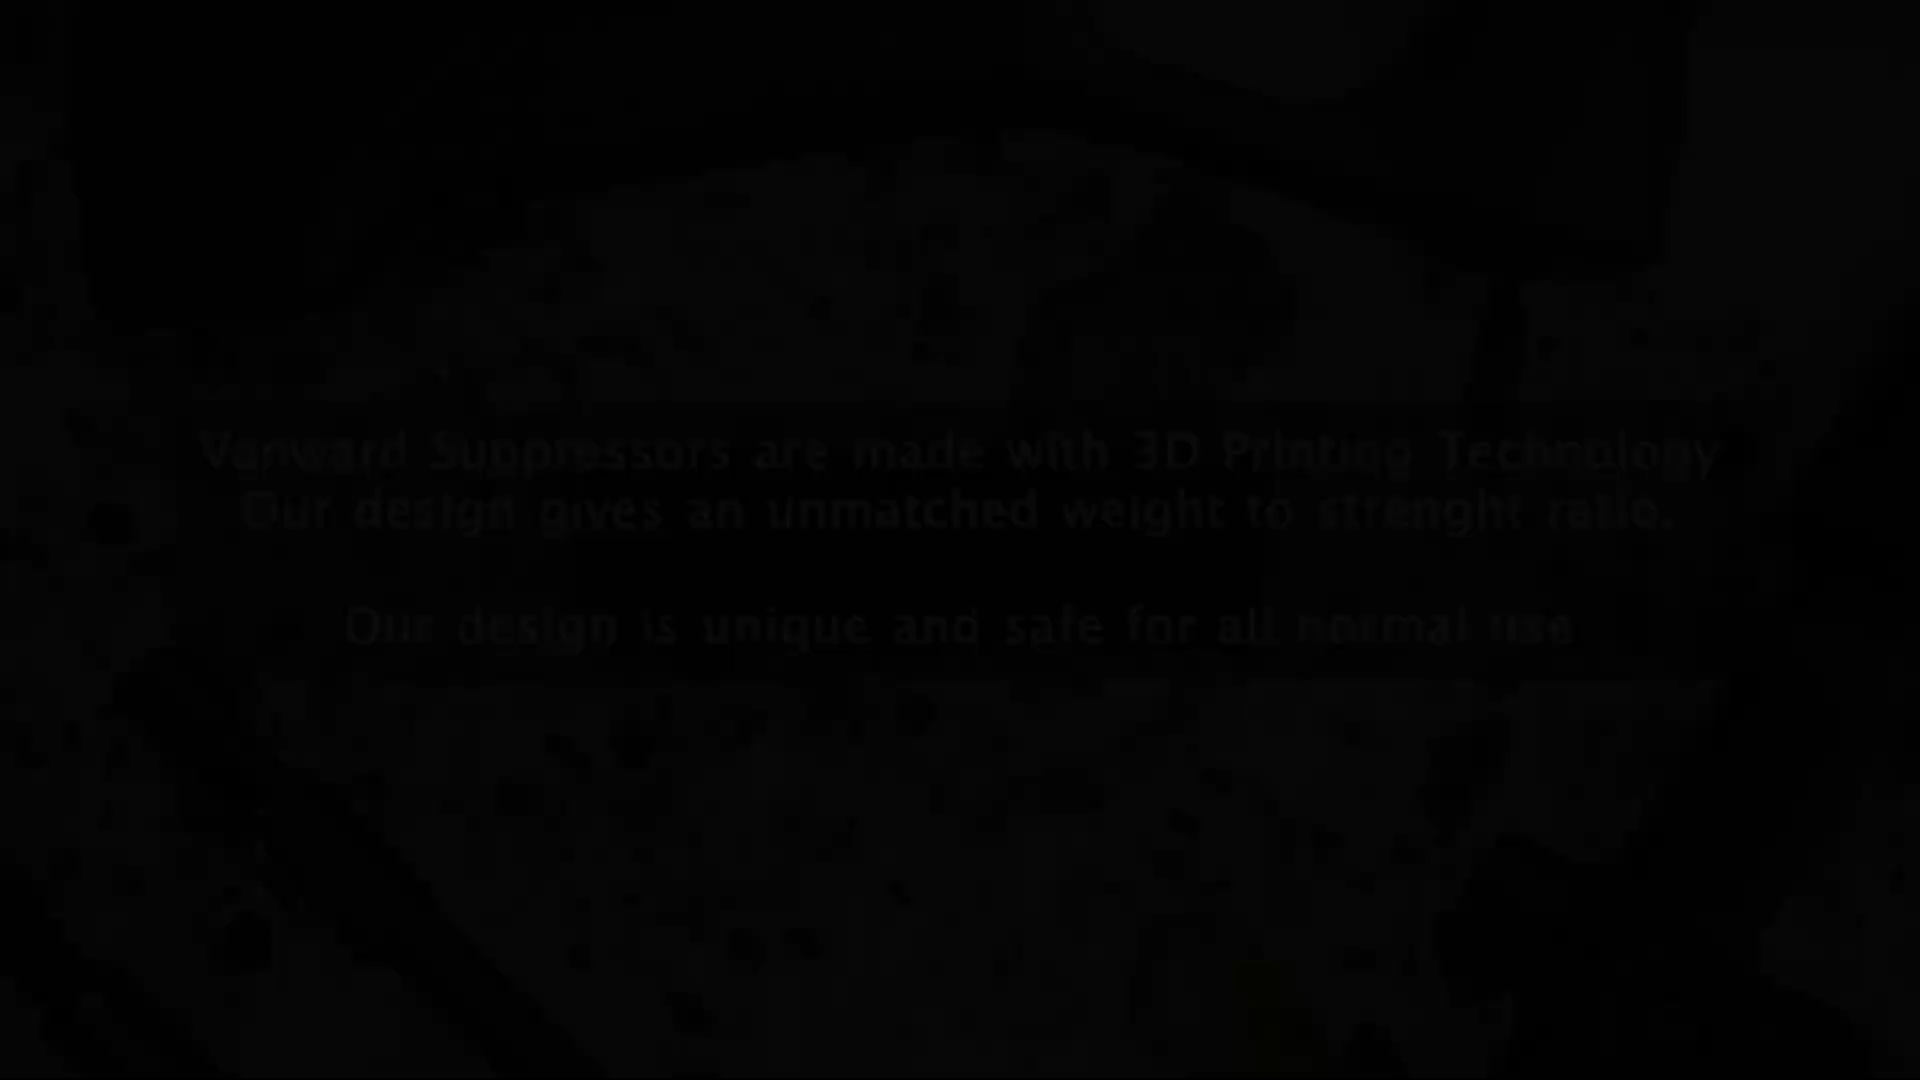 Vanward Suppressors are made with 3D Printing Technology
Our design gives an unmatched weight to strenght ratio.
Our design is unique and safe for all normal use